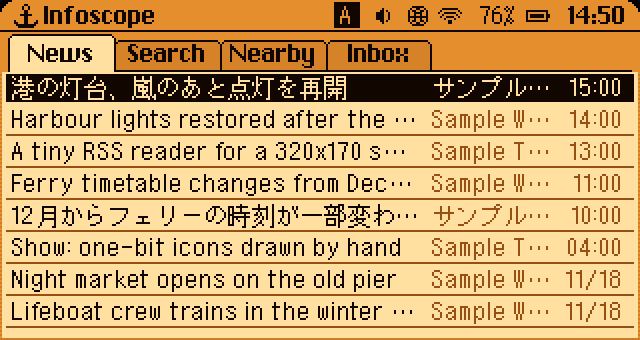 Infoscope A 76% 14:50
News Search Nearby Inbox
港の灯台、嵐のあと点灯を再開 サンプル… 15:00
Harbour lights restored after the … Sample W… 14:00
A tiny RSS reader for a 320x170 s… Sample T… 13:00
Ferry timetable changes from Dec… Sample W… 11:00
12月からフェリーの時刻が一部変わ… サンプル… 10:00
Show: one-bit icons drawn by hand Sample T… 04:00
Night market opens on the old pier Sample W… 11/18
Lifeboat crew trains in the winter … Sample W… 11/18